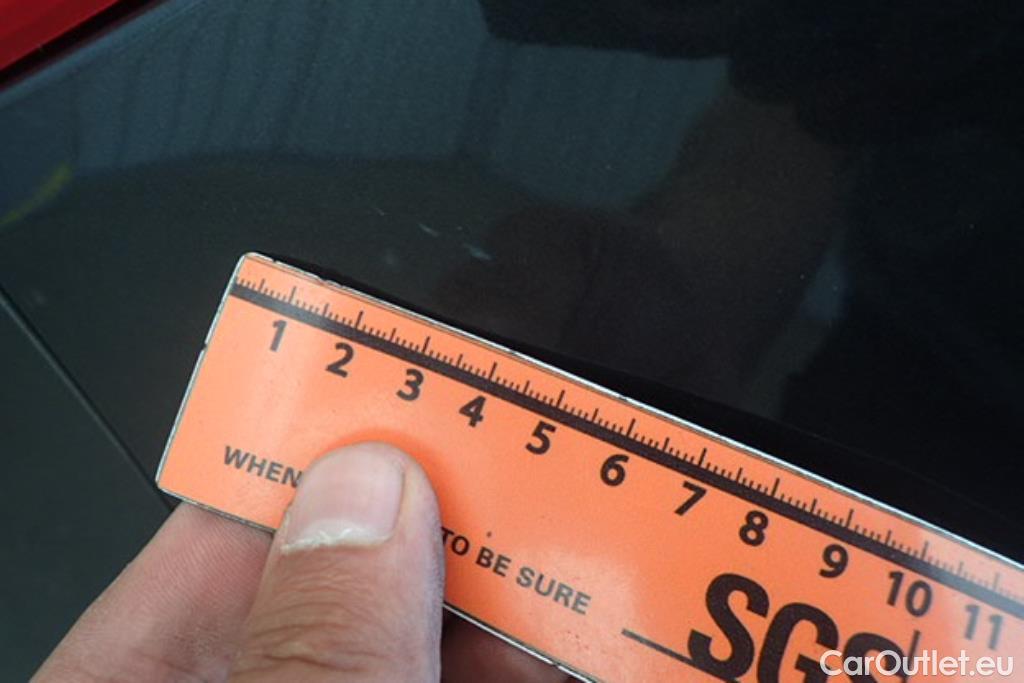 1 2 3 4 5 6 7 8 9 10 11
WHEN TO BE SURE
SGS
CarOutlet.eu